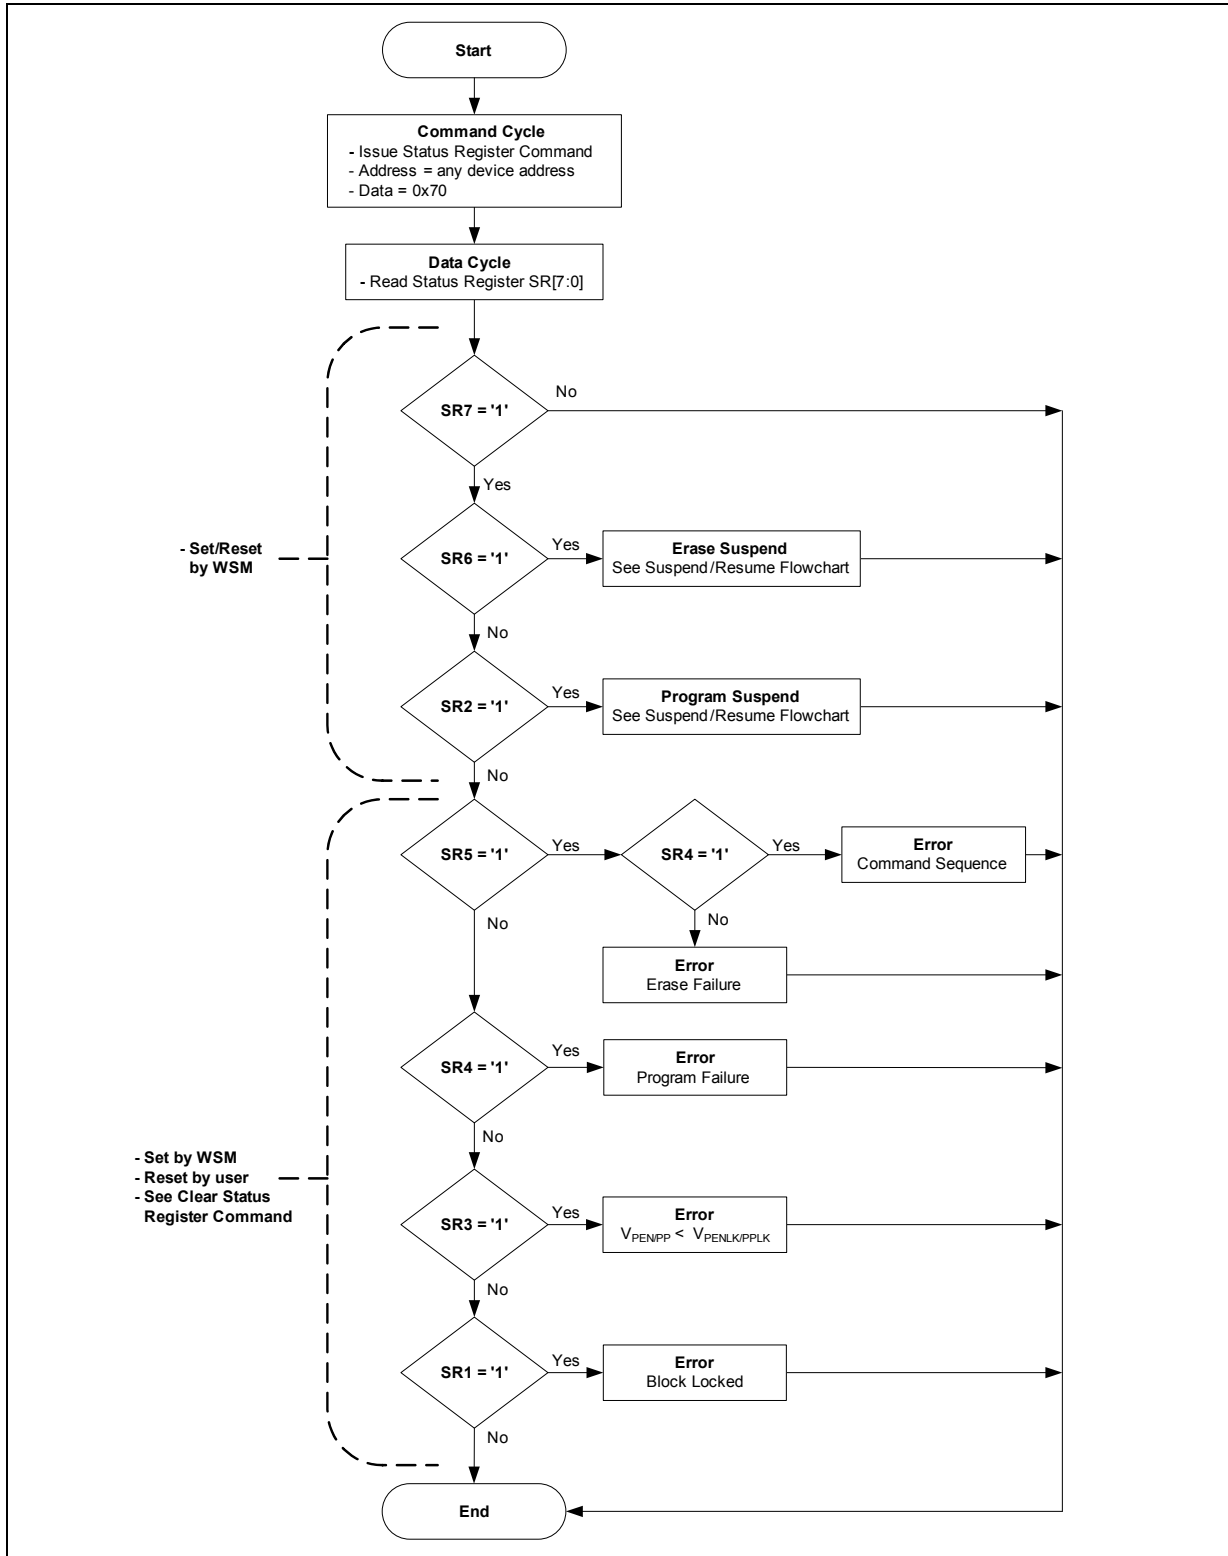 Start
Command Cycle
- Issue Status Register Command
- Address = any device address
- Data = 0x70
Data Cycle
- Read Status Register SR[7:0]
SR7 = '1'
No
Yes
- Set/Reset
by WSM
SR6 = '1'
Yes
Erase Suspend
See Suspend/Resume Flowchart
No
SR2 = '1'
Yes
Program Suspend
See Suspend/Resume Flowchart
No
SR5 = '1'
Yes
SR4 = '1'
Yes
Error
Command Sequence
No
No
Error
Erase Failure
SR4 = '1'
Yes
Error
Program Failure
No
- Set by WSM
- Reset by user
- See Clear Status
Register Command
SR3 = '1'
Yes
Error
VPEN/PP < VPENLK/PPLK
No
SR1 = '1'
Yes
Error
Block Locked
No
End